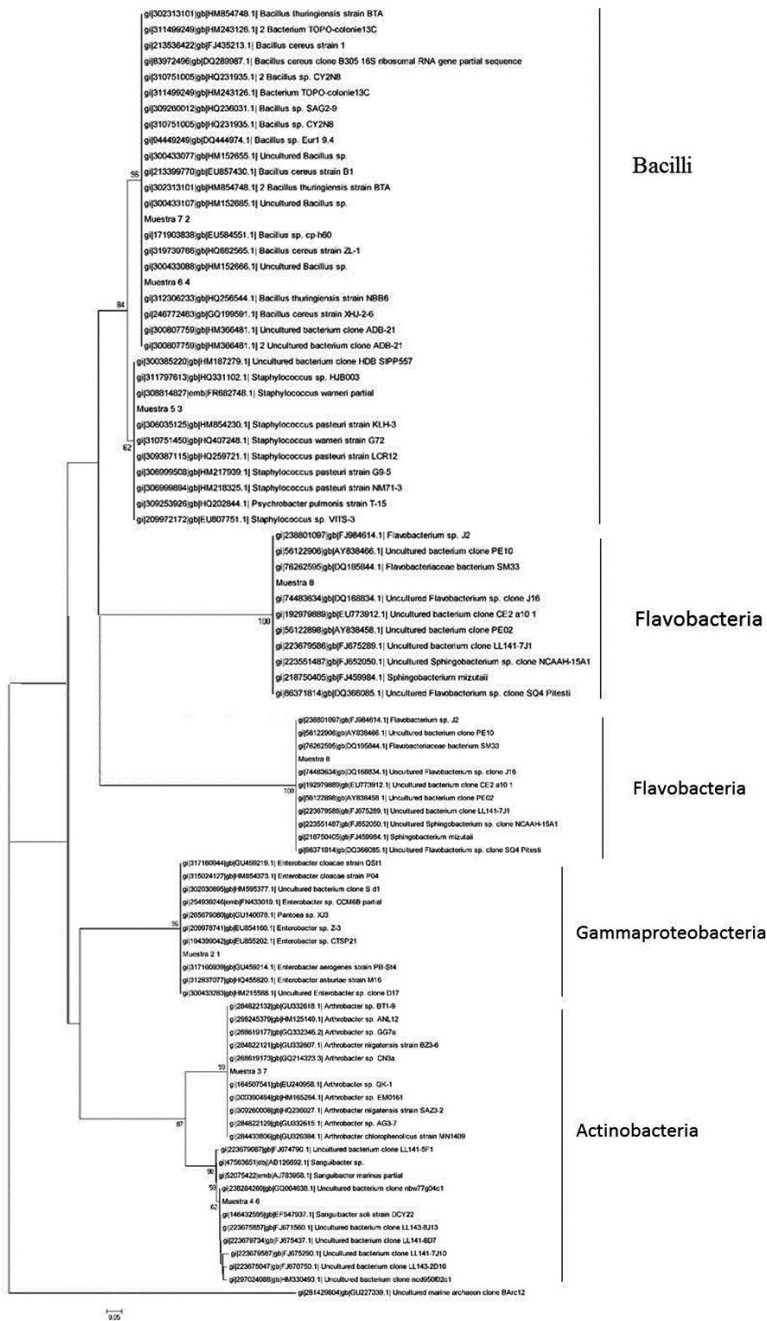 gi|302313101|gb|HM854748.1| Bacillus thuringiensis strain BTA
gi|311499249|gb|HM243126.1| 2 Bacterium TOPO-colonie13C
gi|213536422|gb|FJ435213.1| Bacillus cereus strain 1
gi|83972496|gb|DQ289987.1| Bacillus cereus clone B305 16S ribosomal RNA gene partial sequence
gi|310751005|gb|HQ231935.1| 2 Bacillus sp. CY2N8
gi|311499249|gb|HM243126.1| Bacterium TOPO-colonie13C
gi|309260012|gb|HQ236031.1| Bacillus sp. SAG2-9
gi|310751005|gb|HQ231935.1| Bacillus sp. CY2N8
gi|94449249|gb|DQ444974.1| Bacillus sp. Eur1 9.4
gi|300433077|gb|HM152655.1| Uncultured Bacillus sp.
gi|213399770|gb|EU857430.1| Bacillus cereus strain B1
gi|302313101|gb|HM854748.1| 2 Bacillus thuringiensis strain BTA
gi|300433107|gb|HM152685.1| Uncultured Bacillus sp.
Muestra 7 2
gi|171903838|gb|EU584551.1| Bacillus sp. cp-h60
gi|319739766|gb|HQ662565.1| Bacillus cereus strain ZL-1
gi|300433088|gb|HM152666.1| Uncultured Bacillus sp.
Muestra 6 4
gi|312306233|gb|HQ256544.1| Bacillus thuringiensis strain NBB6
gi|246772463|gb|GQ199591.1| Bacillus cereus strain XHJ-2-6
gi|300807759|gb|HM366481.1| Uncultured bacterium clone ADB-21
gi|300807759|gb|HM366481.1| 2 Uncultured bacterium clone ADB-21
96
Bacilli
84
gi|300385220|gb|HM187279.1| Uncultured bacterium clone HDB SIPP557
gi|311797613|gb|HQ331102.1| Staphylococcus sp. HJB003
gi|308814827|emb|FR682748.1| Staphylococcus warneri partial
Muestra 5 3
gi|306035125|gb|HM854230.1| Staphylococcus pasteuri strain KLH-3
gi|310751450|gb|HQ407248.1| Staphylococcus warneri strain G72
gi|309387115|gb|HQ259721.1| Staphylococcus pasteuri strain LCR12
gi|306999508|gb|HM217939.1| Staphylococcus pasteuri strain G9-5
gi|306999894|gb|HM218325.1| Staphylococcus pasteuri strain NM71-3
gi|309253926|gb|HQ202844.1| Psychrobacter pulmonis strain T-15
gi|209972172|gb|EU807751.1| Staphylococcus sp. VITS-3
62
gi|238801097|gb|FJ984614.1| Flavobacterium sp. J2
gi|56122906|gb|AY838466.1| Uncultured bacterium clone PE10
gi|76262595|gb|DQ195844.1| Flavobacteriaceae bacterium SM33
Muestra 8
gi|74483634|gb|DQ168834.1| Uncultured Flavobacterium sp. clone J16
gi|192979889|gb|EU773912.1| Uncultured bacterium clone CE2 a10 1
gi|56122898|gb|AY838458.1| Uncultured bacterium clone PE02
gi|223679586|gb|FJ675289.1| Uncultured bacterium clone LL141-7J1
gi|223551487|gb|FJ652050.1| Uncultured Sphingobacterium sp. clone NCAAH-15A1
gi|218750405|gb|FJ459984.1| Sphingobacterium mizutaii
gi|86371814|gb|DQ366085.1| Uncultured Flavobacterium sp. clone SQ4 Pitesti
100
Flavobacteria
gi|238801097|gb|FJ984614.1| Flavobacterium sp. J2
gi|56122906|gb|AY838466.1| Uncultured bacterium clone PE10
gi|76262595|gb|DQ195844.1| Flavobacteriaceae bacterium SM33
Muestra 8
gi|74483634|gb|DQ168834.1| Uncultured Flavobacterium sp. clone J16
gi|192979889|gb|EU773912.1| Uncultured bacterium clone CE2 a10 1
gi|56122898|gb|AY838458.1| Uncultured bacterium clone PE02
gi|223679586|gb|FJ675289.1| Uncultured bacterium clone LL141-7J1
gi|223551487|gb|FJ652050.1| Uncultured Sphingobacterium sp. clone NCAAH-15A1
gi|218750405|gb|FJ459984.1| Sphingobacterium mizutaii
gi|86371814|gb|DQ366085.1| Uncultured Flavobacterium sp. clone SQ4 Pitesti
100
Flavobacteria
gi|317160944|gb|GU459219.1| Enterobacter cloacae strain QSt1
gi|315024127|gb|HM854373.1| Enterobacter cloacae strain P04
gi|302030895|gb|HM595377.1| Uncultured bacterium clone S d1
gi|254939246|emb|FN433019.1| Enterobacter sp. CCM6B partial
gi|265679060|gb|GU140078.1| Pantoea sp. XJ3
gi|209978741|gb|EU854160.1| Enterobacter sp. Z-3
gi|194399042|gb|EU855202.1| Enterobacter sp. CTSP21
Muestra 2 1
gi|317160939|gb|GU459214.1| Enterobacter aerogenes strain PB-St4
gi|312837077|gb|HQ455820.1| Enterobacter asburiae strain M16
gi|300433283|gb|HM215588.1| Uncultured Enterobacter sp. clone D17
96
Gammaproteobacteria
gi|284822132|gb|GU332618.1| Arthrobacter sp. BT1-9
gi|298245379|gb|HM125149.1| Arthrobacter sp. ANL12
gi|268619177|gb|GQ332346.2| Arthrobacter sp. GG7a
gi|284822121|gb|GU332607.1| Arthrobacter niigatensis strain BZ3-6
gi|268619173|gb|GQ214323.3| Arthrobacter sp. CN3a
Muestra 3 7
gi|164507541|gb|EU240958.1| Arthrobacter sp. QK-1
gi|300390484|gb|HM165264.1| Arthrobacter sp. EM0161
gi|309260008|gb|HQ236027.1| Arthrobacter niigatensis strain SAZ3-2
gi|284822129|gb|GU332615.1| Arthrobacter sp. AG3-7
gi|284433806|gb|GU326384.1| Arthrobacter chlorophenolicus strain MN1409
99
87
Actinobacteria
gi|223679087|gb|FJ674790.1| Uncultured bacterium clone LL141-5F1
gi|47563651|dbj|AB126692.1| Sanguibacter sp.
gi|52075422|emb|AJ783958.1| Sanguibacter marinus partial
gi|238284260|gb|GQ064638.1| Uncultured bacterium clone nbw77g04c1
Muestra 4 6
gi|146432595|gb|EF547937.1| Sanguibacter soli strain DCY22
gi|223675857|gb|FJ671560.1| Uncultured bacterium clone LL143-8J13
gi|223679734|gb|FJ675437.1| Uncultured bacterium clone LL141-8D7
gi|223679587|gb|FJ675290.1| Uncultured bacterium clone LL141-7J10
gi|223675047|gb|FJ670750.1| Uncultured bacterium clone LL143-2D16
gi|297024088|gb|HM330493.1| Uncultured bacterium clone ncd950f02c1
98
59
62
gi|281429804|gb|GU227339.1| Uncultured marine archaeon clone BArc12
0.05